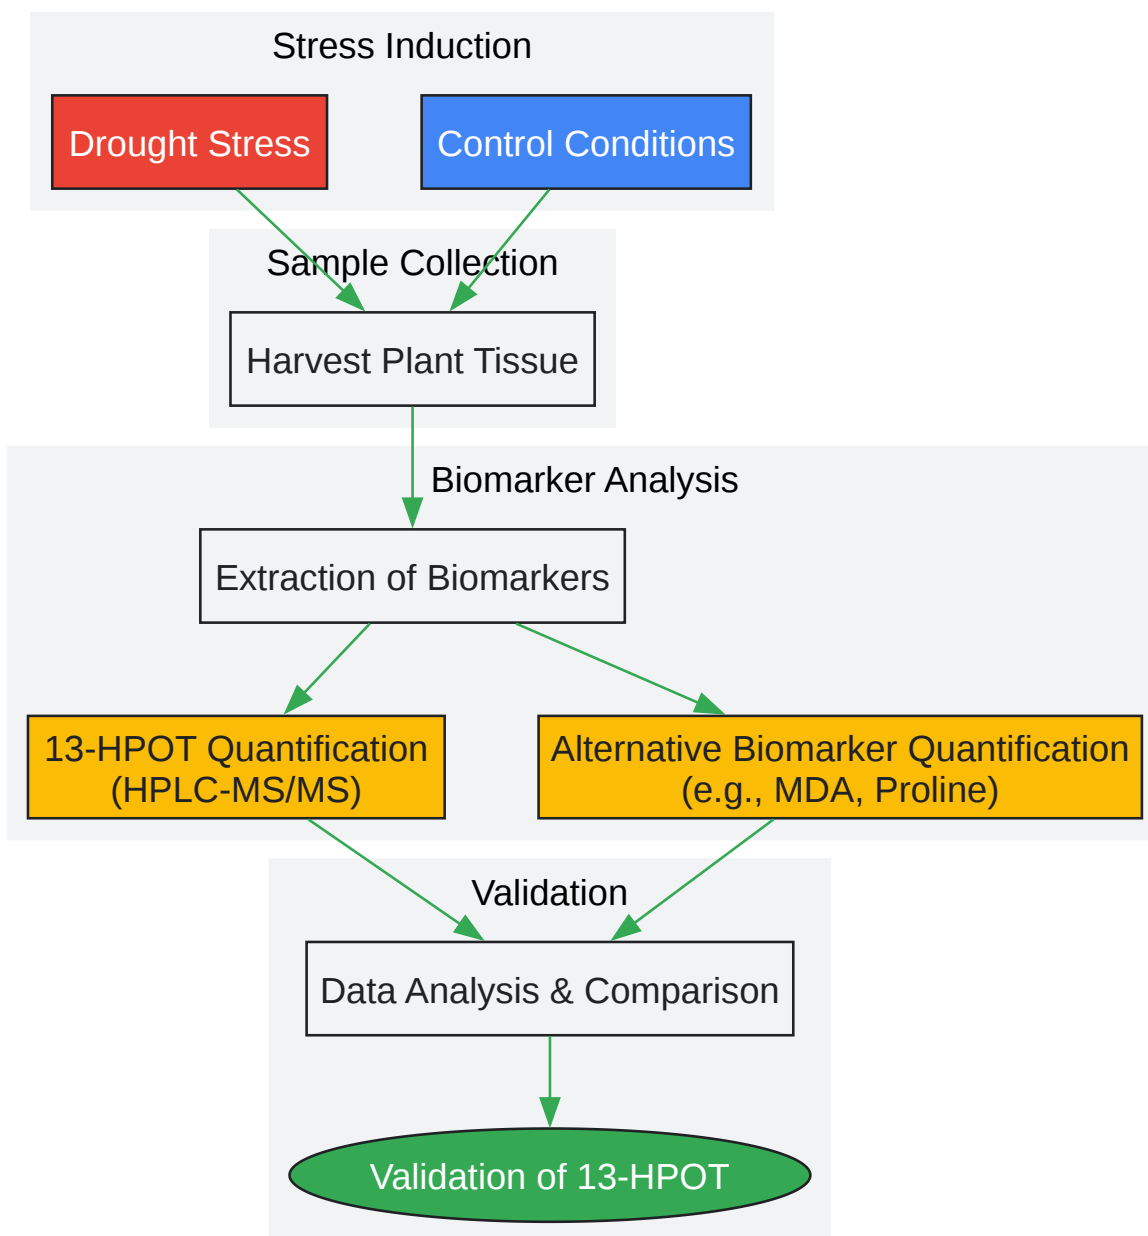 Stress Induction
Drought Stress
Control Conditions
Sample Collection
Harvest Plant Tissue
Biomarker Analysis
Extraction of Biomarkers
13-HPOT Quantification
(HPLC-MS/MS)
Alternative Biomarker Quantification
(e.g., MDA, Proline)
Validation
Data Analysis & Comparison
Validation of 13-HPOT